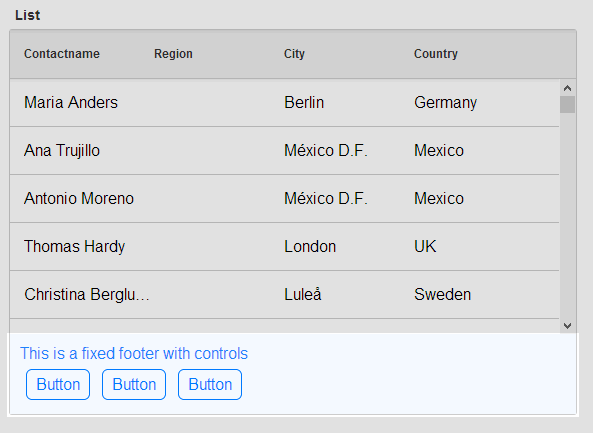 List
Contactname Region City Country
Maria Anders Berlin Germany
Ana Trujillo México D.F. Mexico
Antonio Moreno México D.F. Mexico
Thomas Hardy London UK
Christina Berglu... Luleå Sweden
This is a fixed footer with controls
Button Button Button